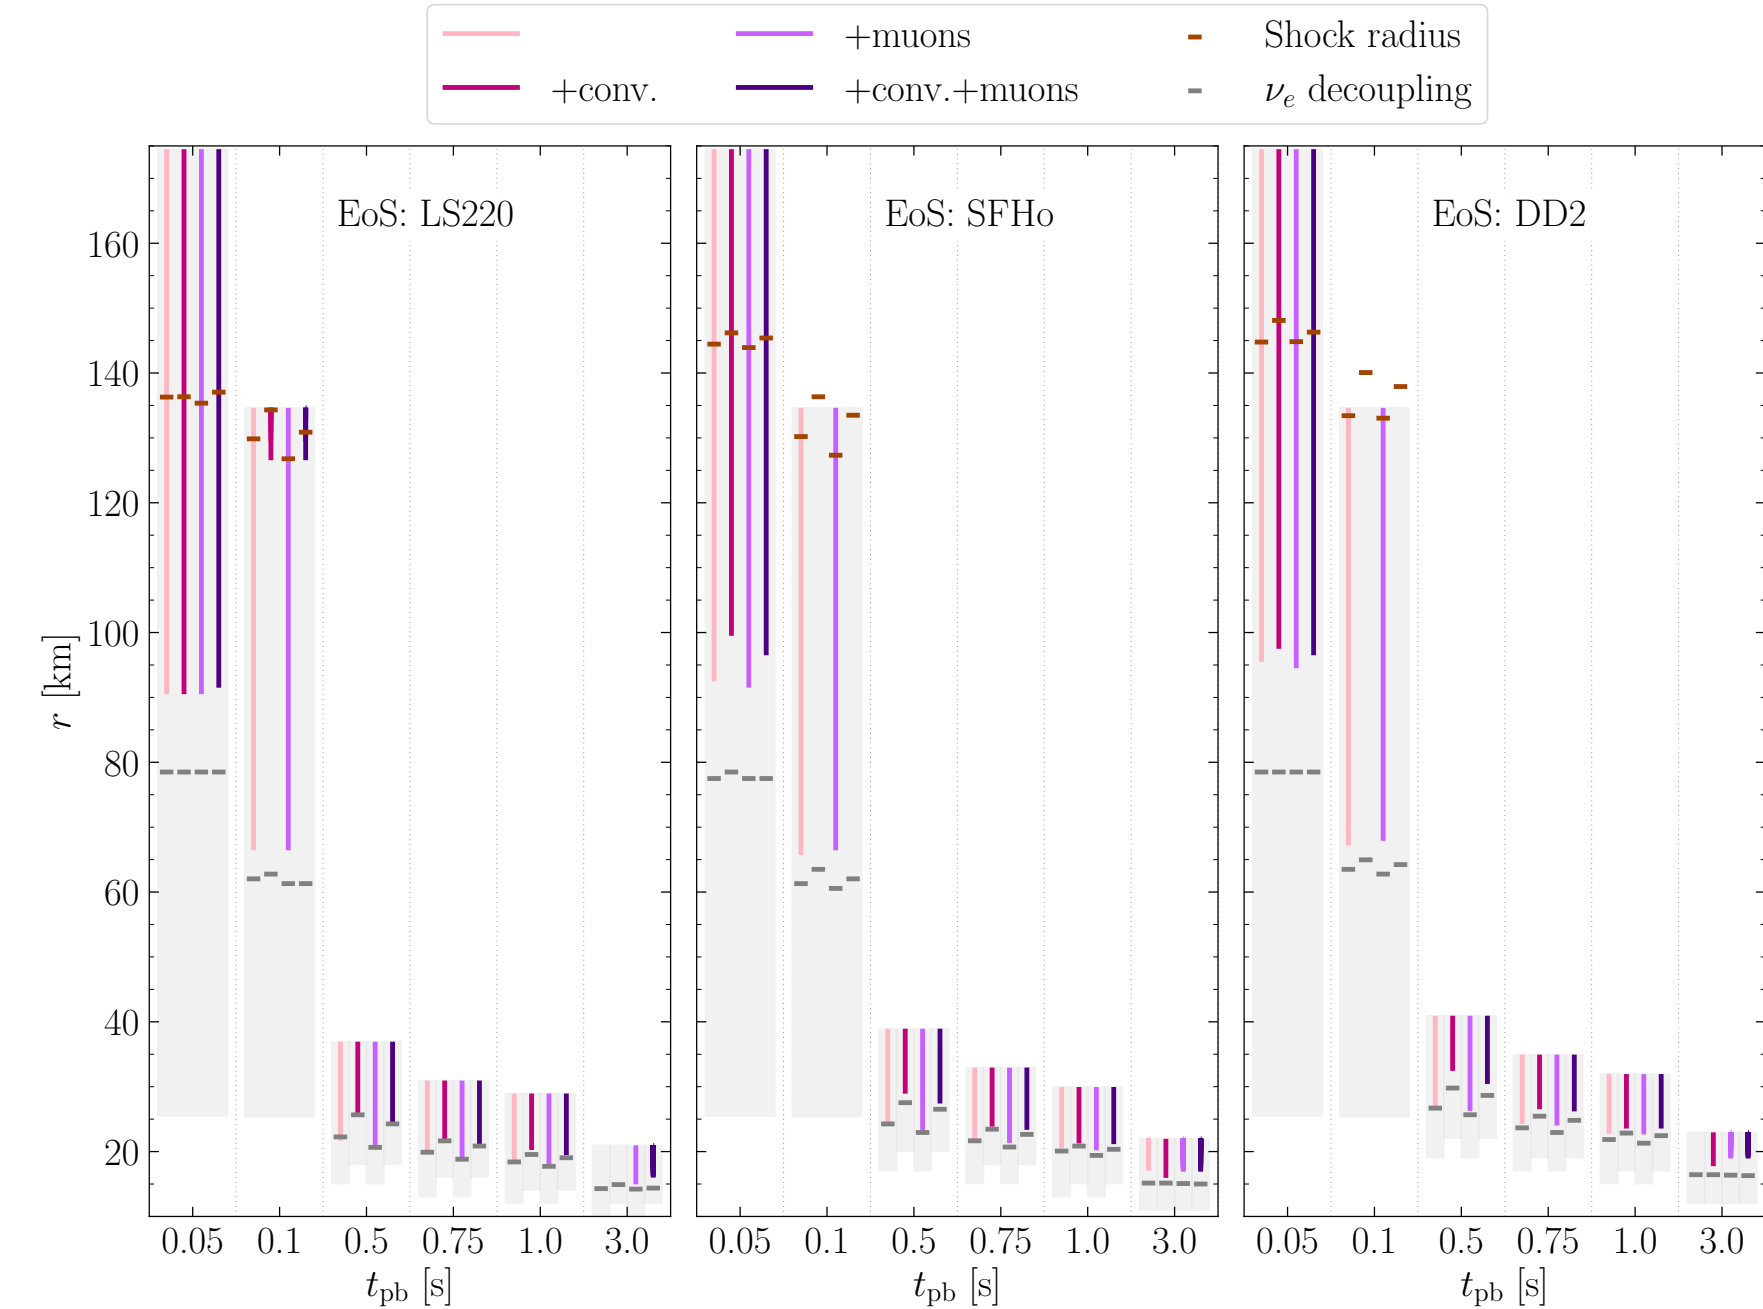 +muons Shock radius
+conv. +conv.+muons νₑ decoupling
EoS: LS220 EoS: SFHo EoS: DD2
160
140
120
100
80
60
40
20
r [km]
0.05 0.1 0.5 0.75 1.0 3.0 0.05 0.1 0.5 0.75 1.0 3.0 0.05 0.1 0.5 0.75 1.0 3.0
t_pb [s] t_pb [s] t_pb [s]